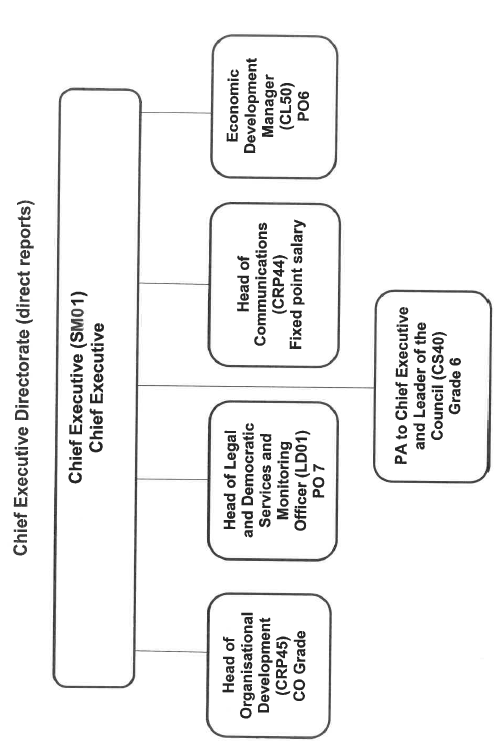 Chief Executive Directorate (direct reports)
Chief Executive (SM01)
Chief Executive
Head of
Organisational
Development
(CRP45)
CO Grade
Head of Legal
and Democratic
Services and
Monitoring
Officer (LD01)
PO 7
Head of
Communications
(CRP44)
Fixed point salary
Economic
Development
Manager
(CL50)
PO6
PA to Chief Executive
and Leader of the
Council (CS40)
Grade 6